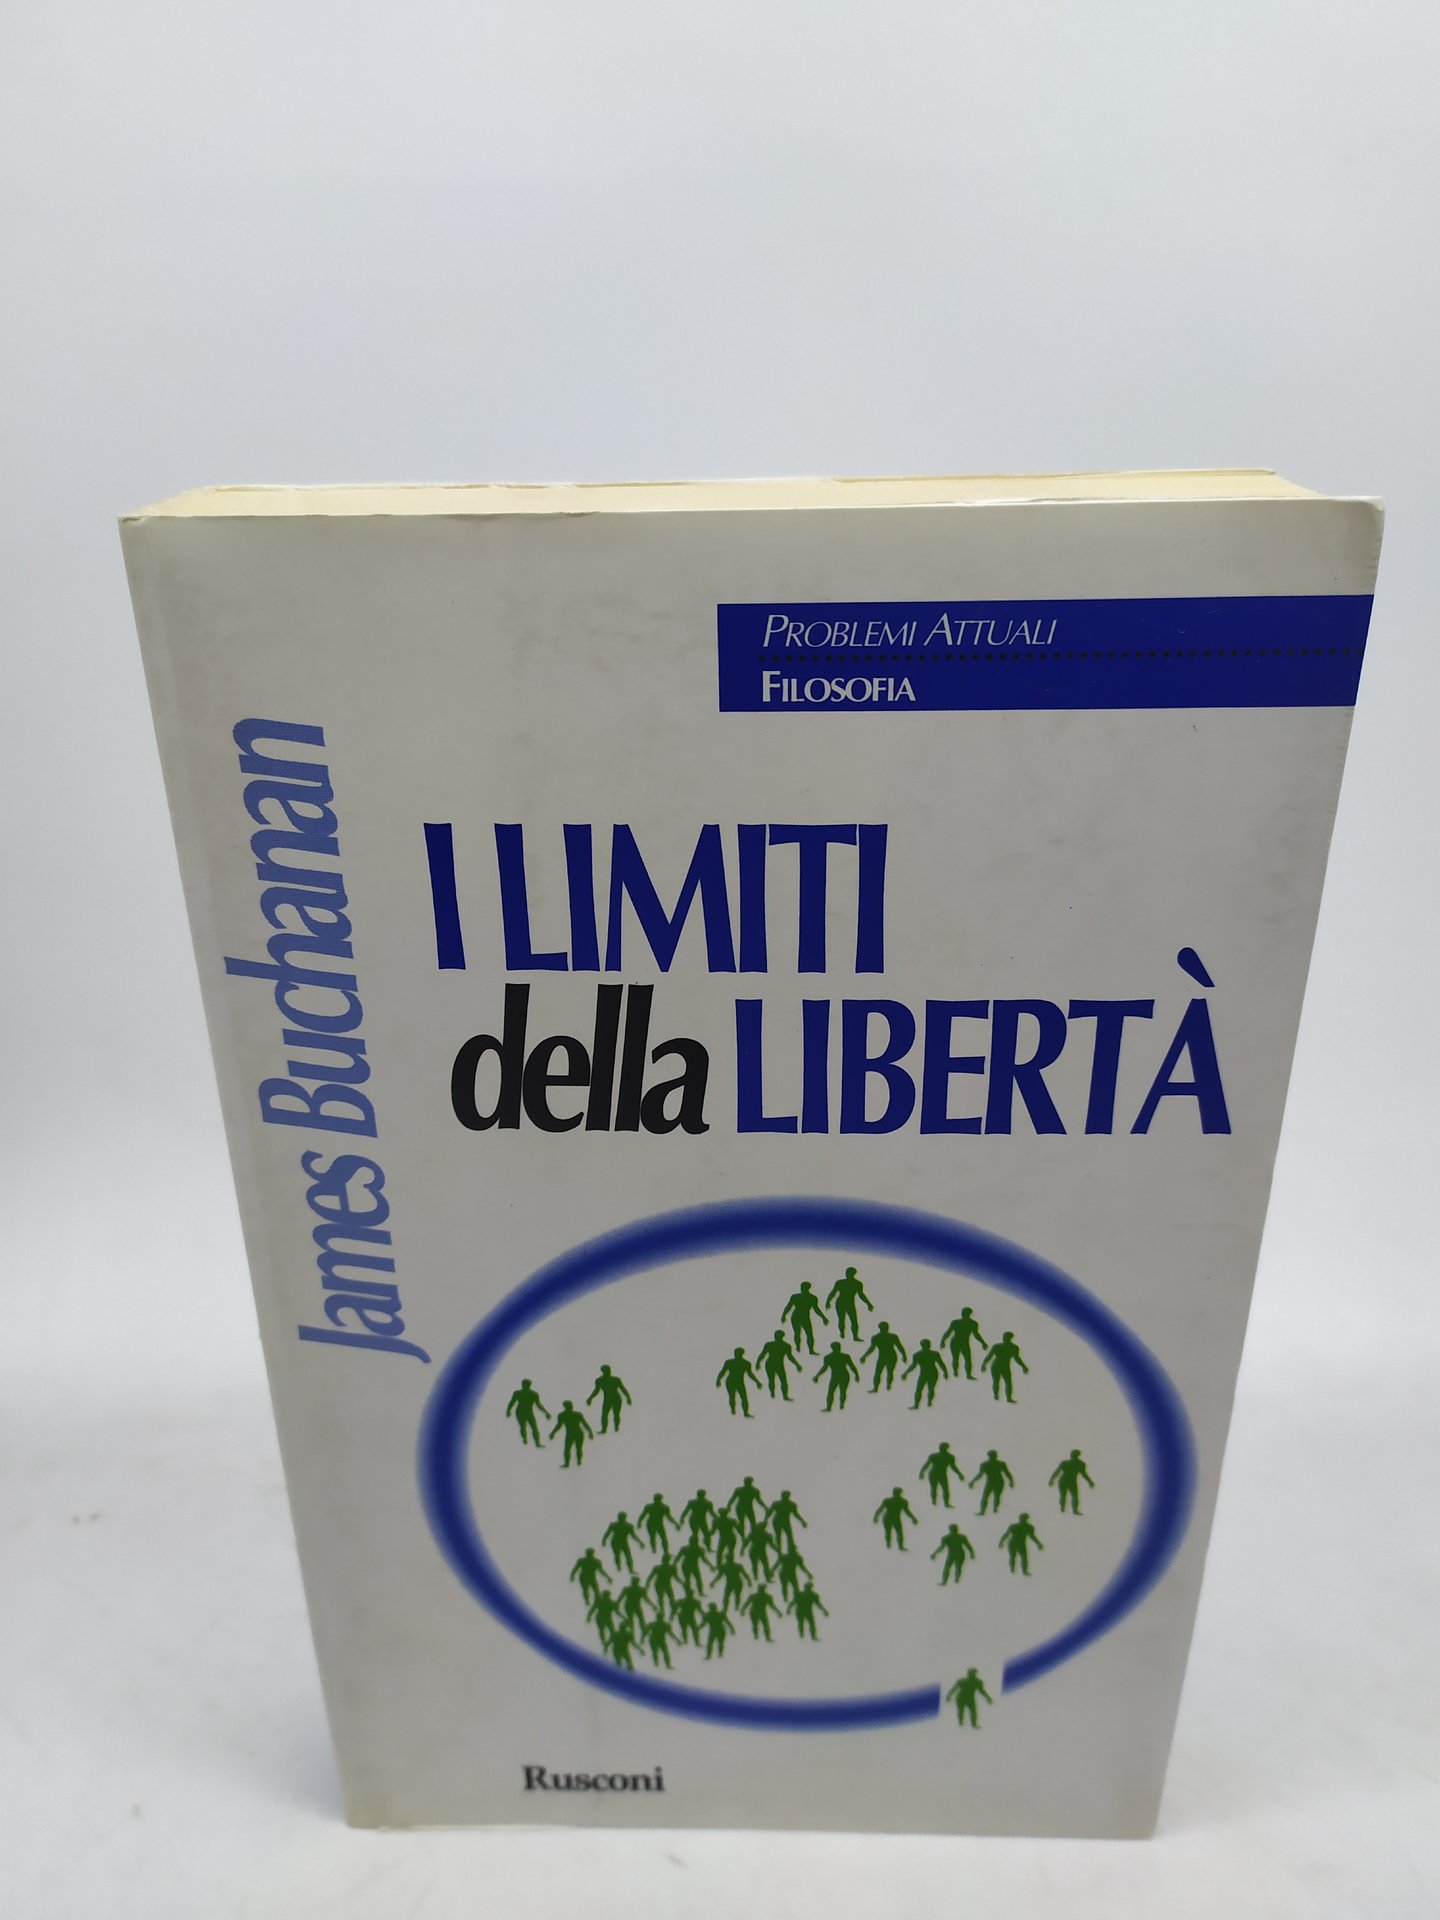 PROBLEMI ATTUALI
FILOSOFIA
James Buchanan
I LIMITI
della LIBERTÀ
Rusconi